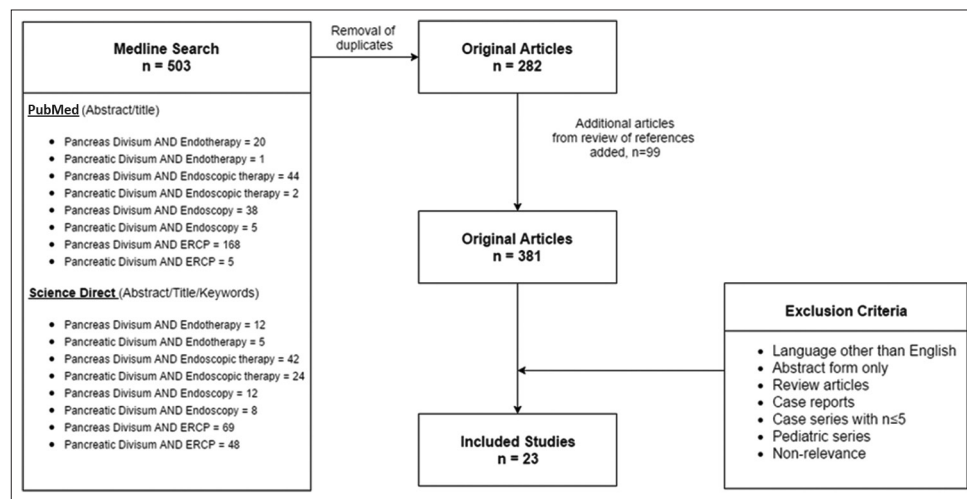 Medline Search
n = 503
PubMed (Abstract/title)
• Pancreas Divisum AND Endotherapy = 20
• Pancreatic Divisum AND Endotherapy = 1
• Pancreas Divisum AND Endoscopic therapy = 44
• Pancreatic Divisum AND Endoscopic therapy = 2
• Pancreas Divisum AND Endoscopy = 38
• Pancreatic Divisum AND Endoscopy = 5
• Pancreas Divisum AND ERCP = 168
• Pancreatic Divisum AND ERCP = 5
Science Direct (Abstract/Title/Keywords)
• Pancreas Divisum AND Endotherapy = 12
• Pancreatic Divisum AND Endotherapy = 5
• Pancreas Divisum AND Endoscopic therapy = 42
• Pancreatic Divisum AND Endoscopic therapy = 24
• Pancreas Divisum AND Endoscopy = 12
• Pancreatic Divisum AND Endoscopy = 8
• Pancreas Divisum AND ERCP = 69
• Pancreatic Divisum AND ERCP = 48
Removal of
duplicates
Original Articles
n = 282
Additional articles
from review of references
added, n=99
Original Articles
n = 381
Exclusion Criteria
• Language other than English
• Abstract form only
• Review articles
• Case reports
• Case series with n≤5
• Pediatric series
• Non-relevance
Included Studies
n = 23